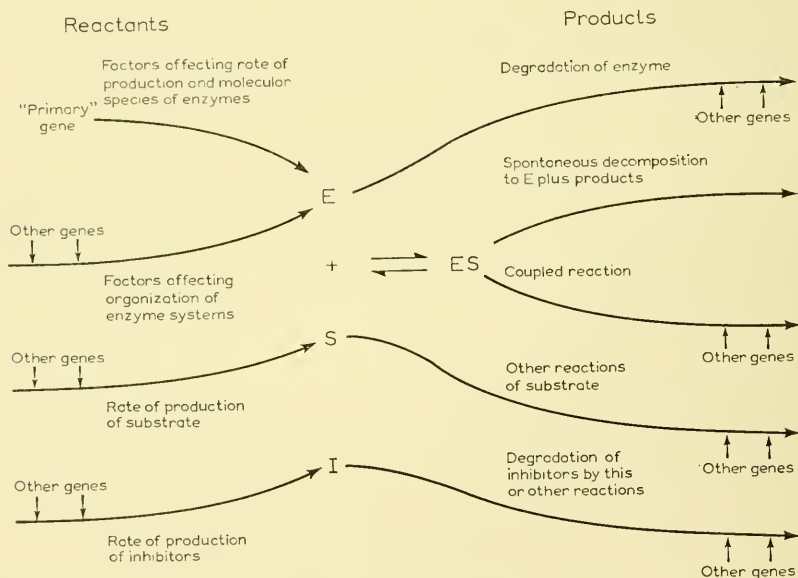 Reactants
Products
Factors affecting rate of
production and molecular
species of enzymes
"Primary"
gene
Degradation of enzyme
Other genes
E
Spontaneous decomposition
to E plus products
Other genes
Factors affecting
organization of
enzyme systems
+
ES
Coupled reaction
Other genes
S
Other genes
Rate of production
of substrate
Other reactions
of substrate
Other genes
I
Other genes
Rate of production
of inhibitors
Degradation of
inhibitors by this
or other reactions
Other genes